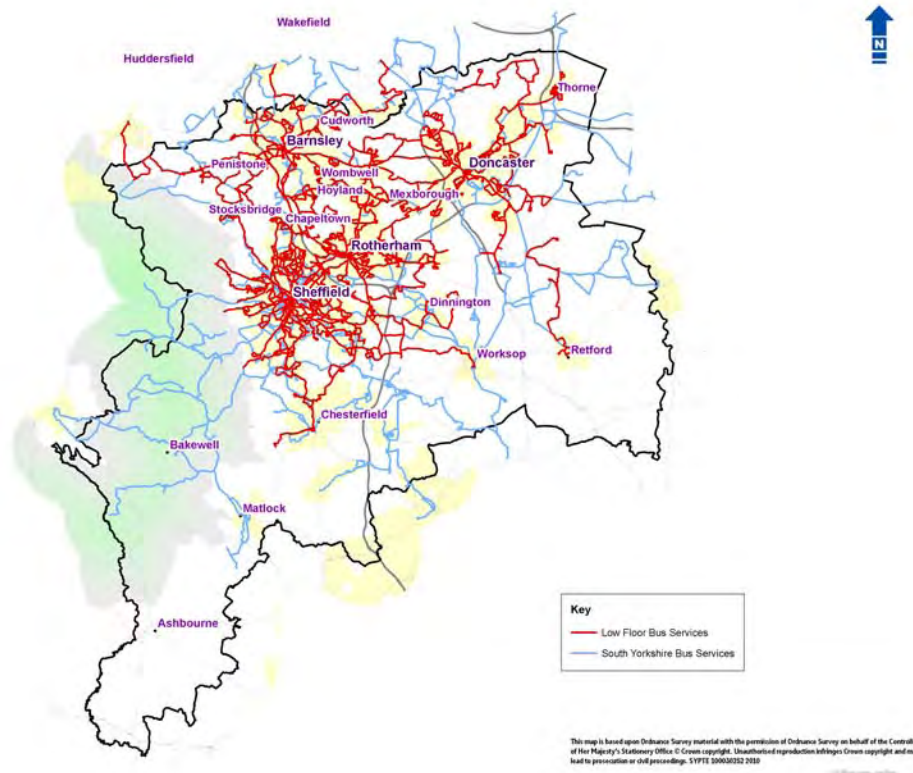 Wakefield
N
Huddersfield
Thorne
Cudworth
Barnsley
Doncaster
Penistone
Wombwell
Hoyland
Mexborough
Stocksbridge
Chapeltown
Rotherham
Sheffield
Dinnington
Worksop
Retford
Chesterfield
Bakewell
Matlock
Ashbourne
Key
Low Floor Bus Services
South Yorkshire Bus Services
This map is based upon Ordnance Survey material with the permission of Ordnance Survey on behalf of the Controll
of Her Majesty's Stationery Office © Crown copyright. Unauthorised reproduction infringes Crown copyright and m
lead to prosecution or civil proceedings. SYPTE 100030252 2010